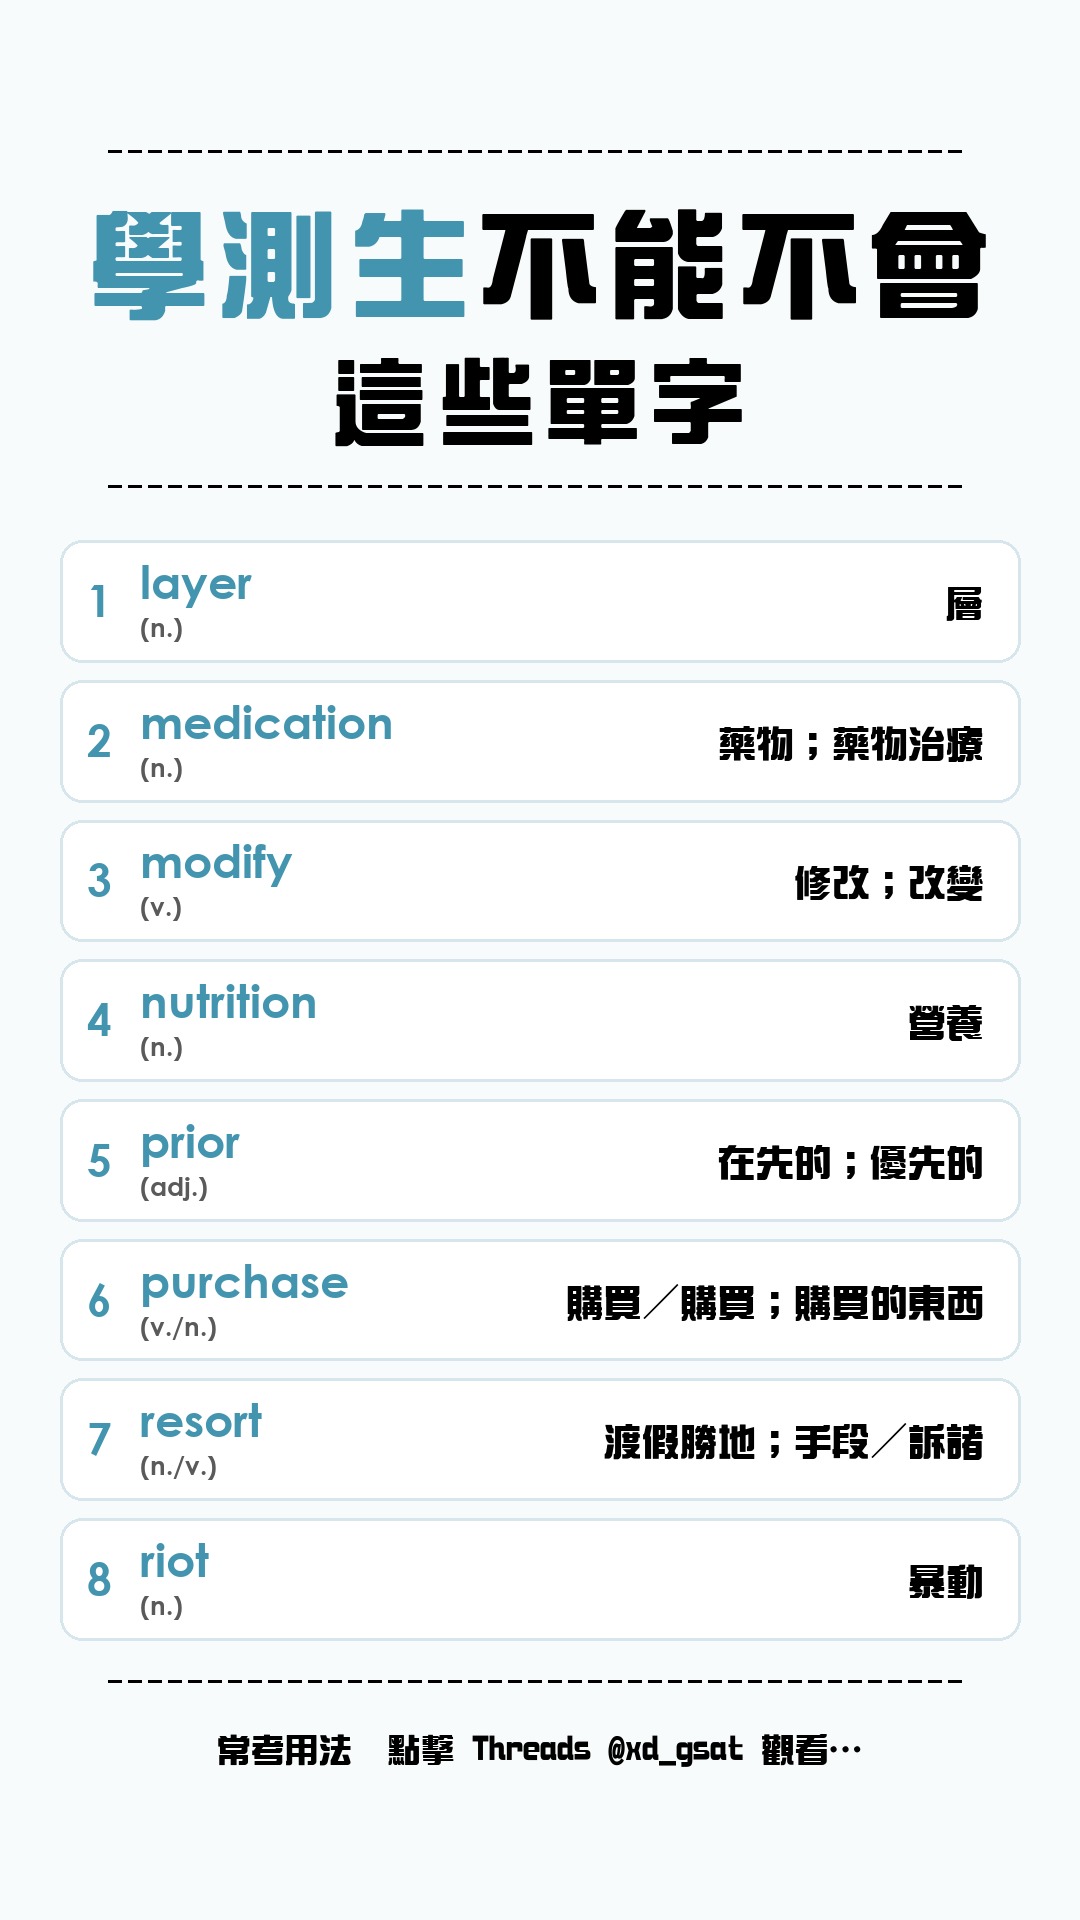 學測生不能不會
這些單字
1 layer 層
(n.)
2 medication 藥物；藥物治療
(n.)
3 modify 修改；改變
(v.)
4 nutrition 營養
(n.)
5 prior 在先的；優先的
(adj.)
6 purchase 購買／購買；購買的東西
(v./n.)
7 resort 渡假勝地；手段／訴諸
(n./v.)
8 riot 暴動
(n.)
常考用法　點擊 Threads @xd_gsat 觀看…